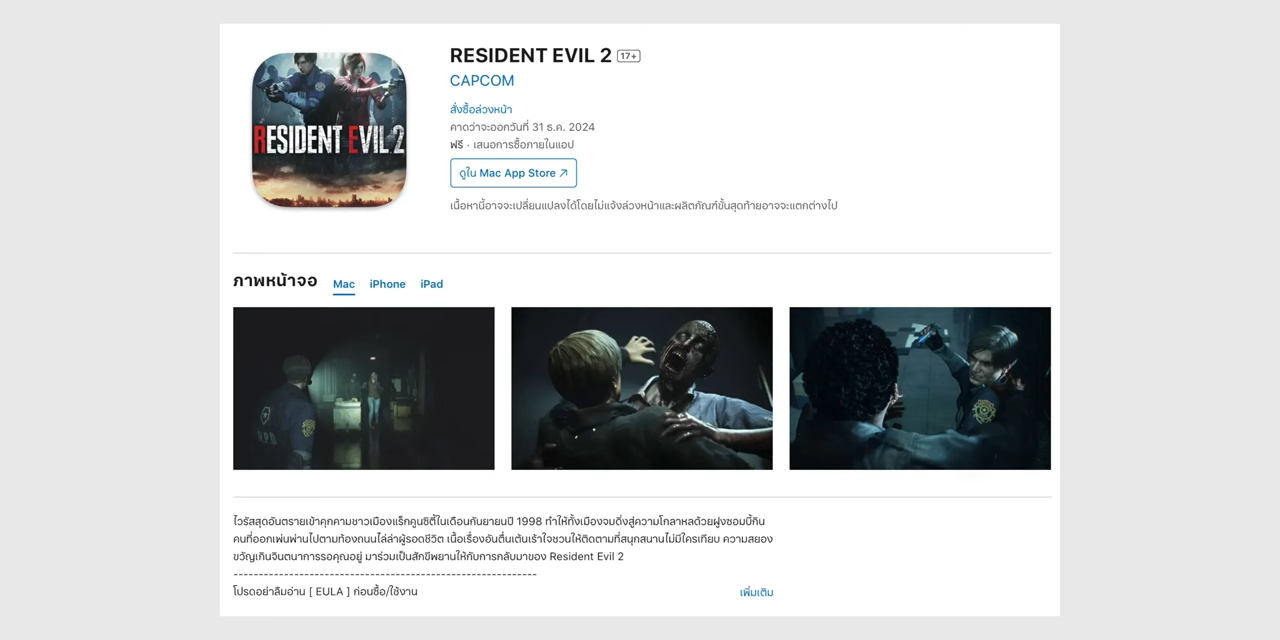 RESIDENT EVIL 2 17+
CAPCOM
สั่งซื้อล่วงหน้า
คาดว่าจะออกวันที่ 31 ธ.ค. 2024
ฟรี · เสนอการซื้อภายในแอป
ดูใน Mac App Store ↗
เนื้อหานี้อาจจะเปลี่ยนแปลงได้โดยไม่แจ้งล่วงหน้าและผลิตภัณฑ์ขั้นสุดท้ายอาจจะแตกต่างไป
RESIDENT EVIL 2
ภาพหน้าจอ Mac iPhone iPad
RPD
ไวรัสสุดอันตรายเข้าคุกคามชาวเมืองแร็กคูนซิตี้ในเดือนกันยายนปี 1998 ทำให้ทั้งเมืองจมดิ่งสู่ความโกลาหลด้วยฝูงซอมบี้กิน
คนที่ออกเพ่นพ่านไปตามท้องถนนไล่ล่าผู้รอดชีวิต เนื้อเรื่องอันตื่นเต้นเร้าใจชวนให้ติดตามที่สนุกสนานไม่มีใครเทียบ ความสยอง
ขวัญเกินจินตนาการรอคุณอยู่ มาร่วมเป็นสักขีพยานให้กับการกลับมาของ Resident Evil 2
------------------------------------------------------------
โปรดอย่าลืมอ่าน [ EULA ] ก่อนซื้อ/ใช้งาน
เพิ่มเติม